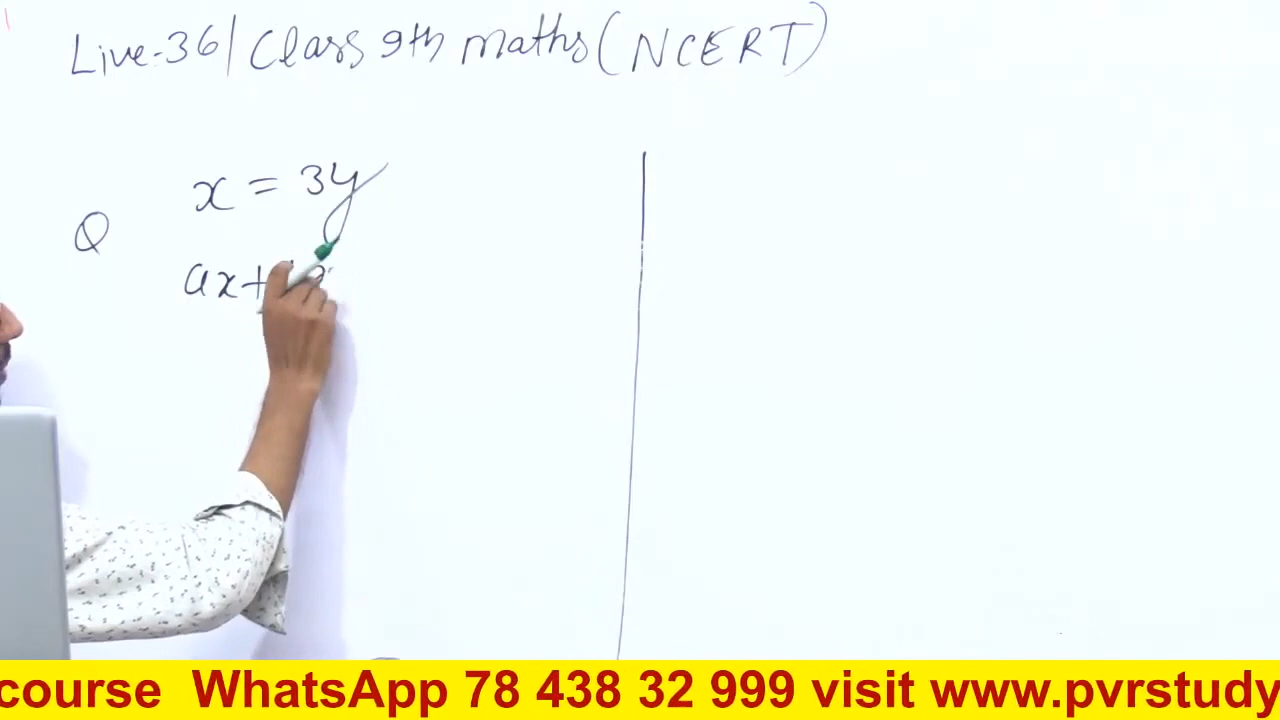 Live-36| Class 9th maths (NCERT)
x = 3y
Q
ax+
course WhatsApp 78 438 32 999 visit www.pvrstudy